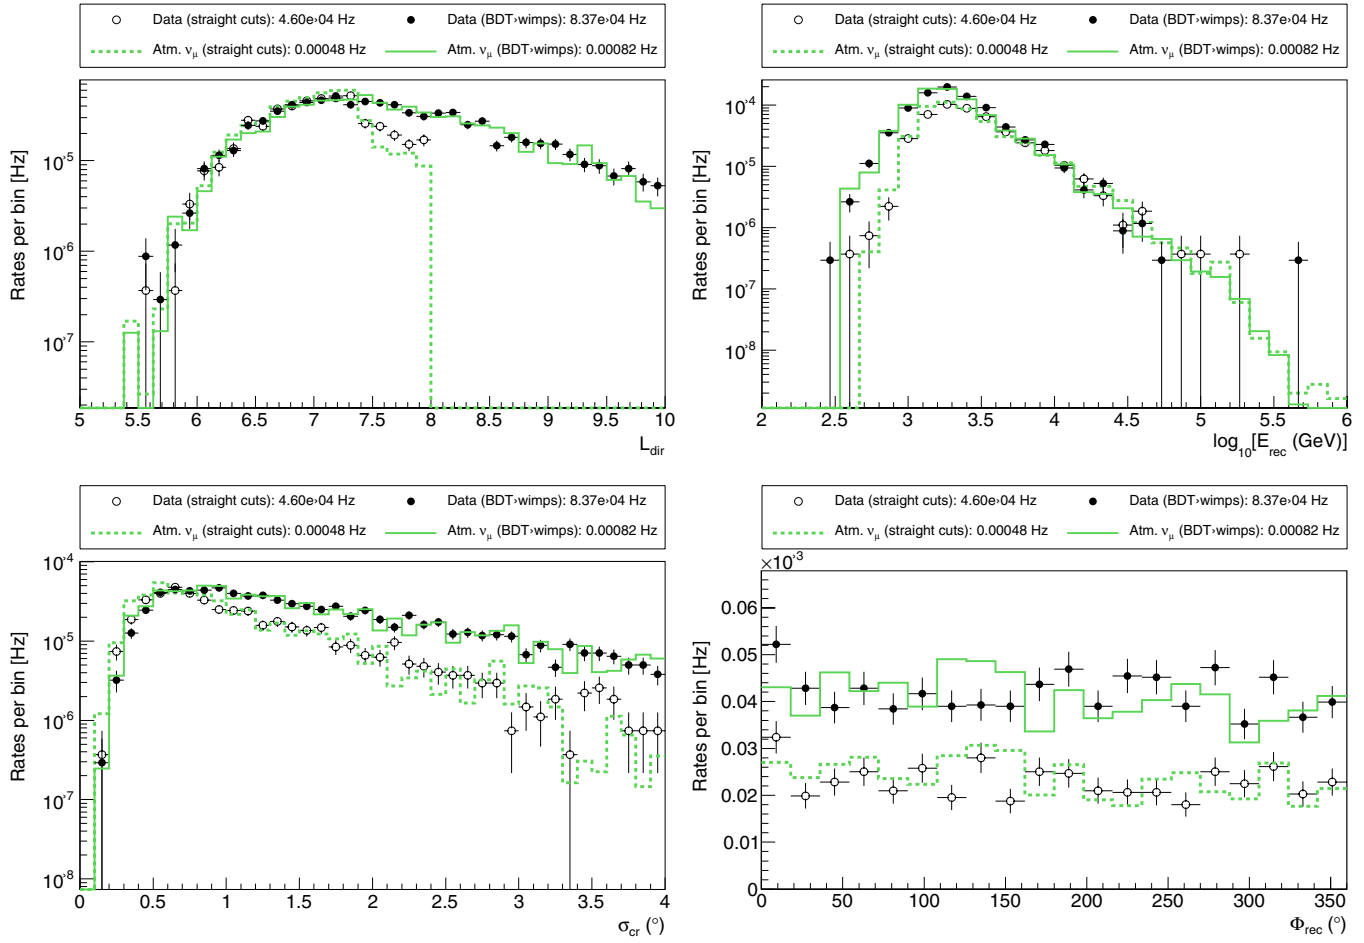 Data (straight cuts): 4.60e›04 Hz Data (BDT›wimps): 8.37e›04 Hz
Atm. νμ (straight cuts): 0.00048 Hz Atm. νμ (BDT›wimps): 0.00082 Hz
Rates per bin [Hz]
10›5
10›6
10›7
5 5.5 6 6.5 7 7.5 8 8.5 9 9.5 10
Ldir
Data (straight cuts): 4.60e›04 Hz Data (BDT›wimps): 8.37e›04 Hz
Atm. νμ (straight cuts): 0.00048 Hz Atm. νμ (BDT›wimps): 0.00082 Hz
Rates per bin [Hz]
10›4
10›5
10›6
10›7
10›8
2 2.5 3 3.5 4 4.5 5 5.5 6
log10[Erec (GeV)]
Data (straight cuts): 4.60e›04 Hz Data (BDT›wimps): 8.37e›04 Hz
Atm. νμ (straight cuts): 0.00048 Hz Atm. νμ (BDT›wimps): 0.00082 Hz
Rates per bin [Hz]
10›4
10›5
10›6
10›7
10›8
0 0.5 1 1.5 2 2.5 3 3.5 4
σcr (°)
Data (straight cuts): 4.60e›04 Hz Data (BDT›wimps): 8.37e›04 Hz
Atm. νμ (straight cuts): 0.00048 Hz Atm. νμ (BDT›wimps): 0.00082 Hz
×10›3
Rates per bin [Hz]
0.06
0.05
0.04
0.03
0.02
0.01
0
0 50 100 150 200 250 300 350
Φrec (°)